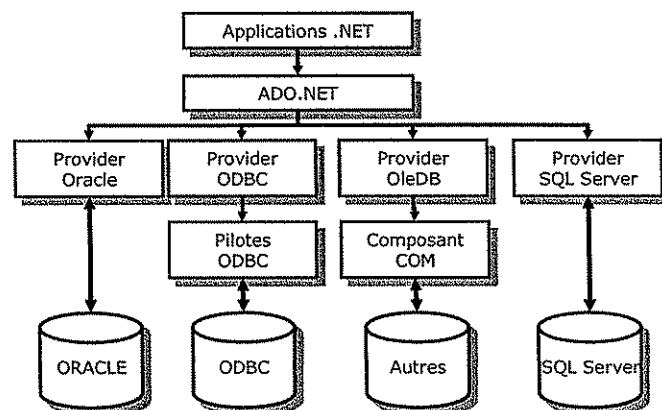 Applications .NET
ADO.NET
Provider
Oracle
Provider
ODBC
Provider
OleDB
Provider
SQL Server
Pilotes
ODBC
Composant
COM
ORACLE
ODBC
Autres
SQL Server